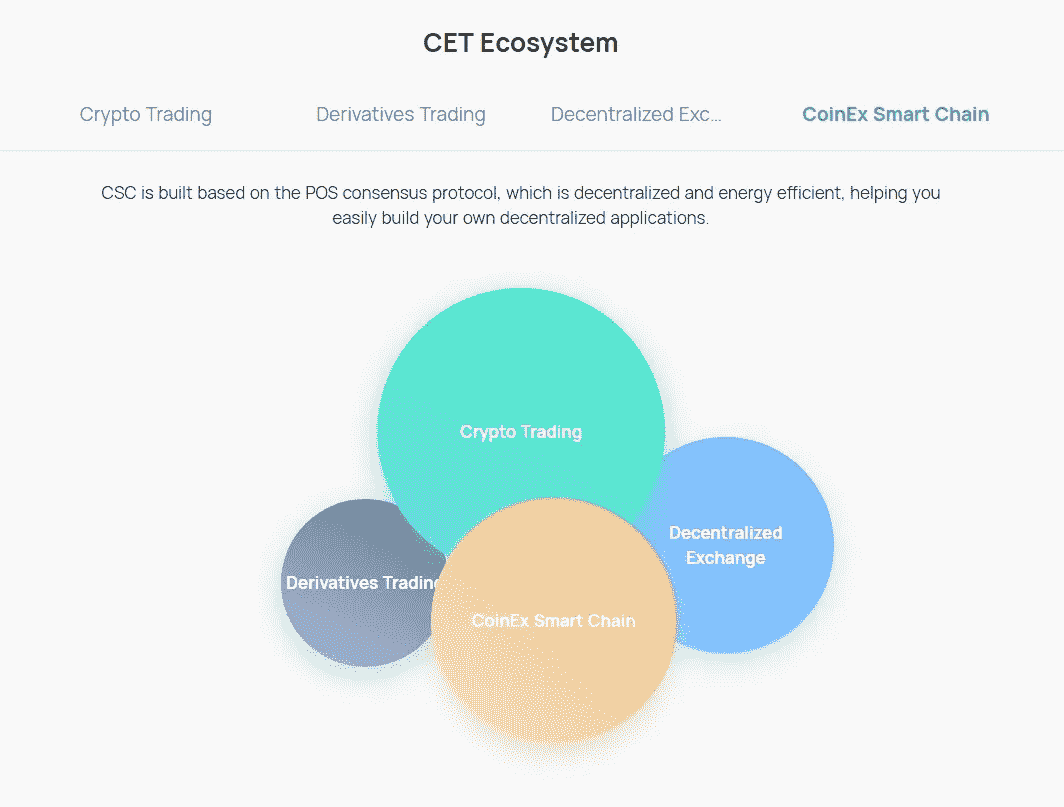 CET Ecosystem
Crypto Trading
Derivatives Trading
Decentralized Exc...
CoinEx Smart Chain
CSC is built based on the POS consensus protocol, which is decentralized and energy efficient, helping you
easily build your own decentralized applications.
Crypto Trading
Decentralized
Exchange
Derivatives Trading
CoinEx Smart Chain